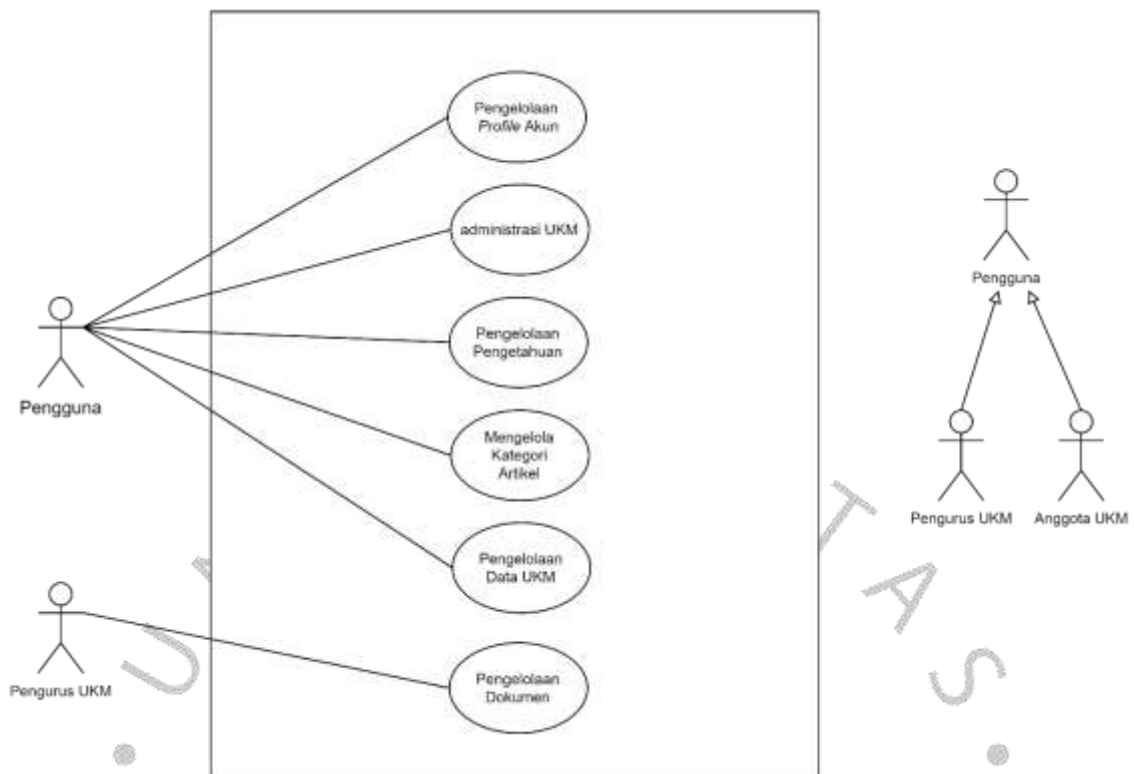 Pengelolaan
Profile Akun
administrasi UKM
Pengelolaan
Pengetahuan
Mengelola
Kategori
Artikel
Pengelolaan
Data UKM
Pengelolaan
Dokumen
Pengguna
Pengurus UKM
Pengguna
Pengurus UKM
Anggota UKM